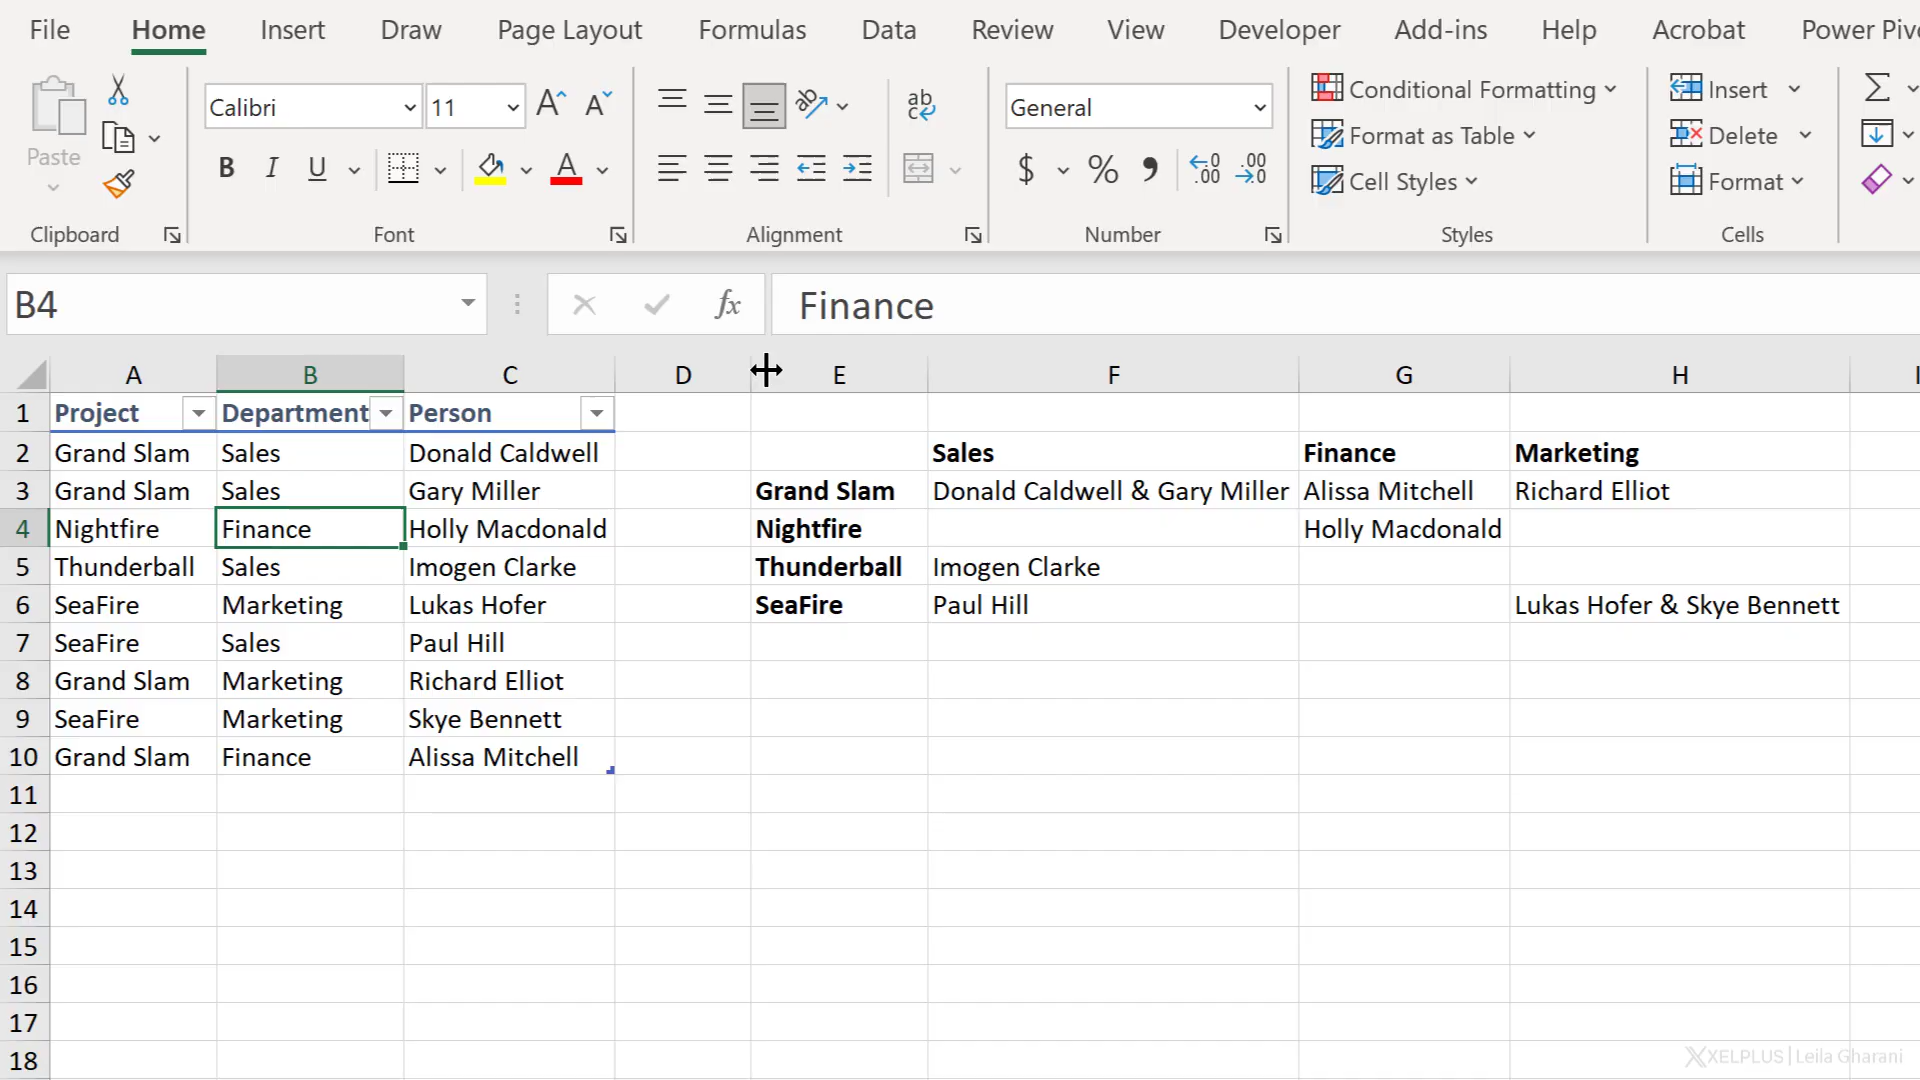 File Home Insert Draw Page Layout Formulas Data Review View Developer Add-ins Help Acrobat Power Piv
Calibri 11 General Conditional Formatting Insert
Paste Format as Table Delete
B I U $ % Cell Styles Format
Clipboard Font Alignment Number Styles Cells
B4 fx Finance
A B C D E F G H I
1 Project Department Person
2 Grand Slam Sales Donald Caldwell Sales Finance Marketing
3 Grand Slam Sales Gary Miller Grand Slam Donald Caldwell & Gary Miller Alissa Mitchell Richard Elliot
4 Nightfire Finance Holly Macdonald Nightfire Holly Macdonald
5 Thunderball Sales Imogen Clarke Thunderball Imogen Clarke
6 SeaFire Marketing Lukas Hofer SeaFire Paul Hill Lukas Hofer & Skye Bennett
7 SeaFire Sales Paul Hill
8 Grand Slam Marketing Richard Elliot
9 SeaFire Marketing Skye Bennett
10 Grand Slam Finance Alissa Mitchell
11
12
13
14
15
16
17
18
XELPLUS | Leila Gharani